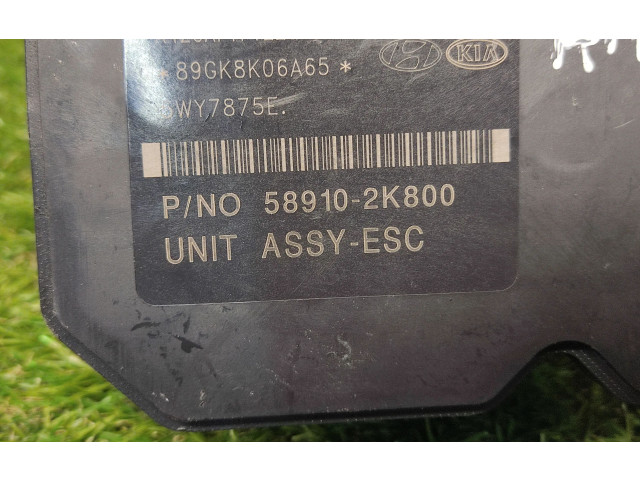 *89GK8K06A65*
KIA
WY7875E.
P/NO 58910-2K800
UNIT ASSY-ESC